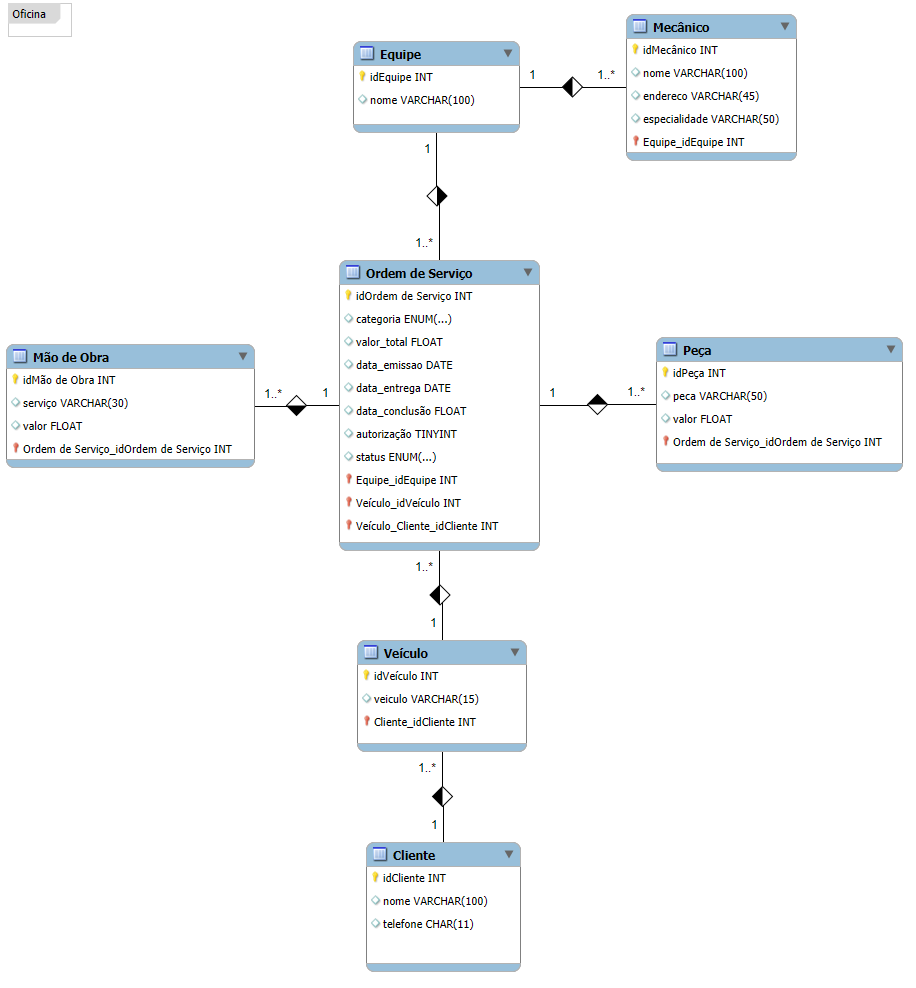 Oficina
Equipe
idEquipe INT
nome VARCHAR(100)
1
1..*
Mecânico
idMecânico INT
nome VARCHAR(100)
endereco VARCHAR(45)
especialidade VARCHAR(50)
Equipe_idEquipe INT
1
1..*
Ordem de Serviço
idOrdem de Serviço INT
categoria ENUM(...)
valor_total FLOAT
data_emissao DATE
data_entrega DATE
data_conclusão FLOAT
autorização TINYINT
status ENUM(...)
Equipe_idEquipe INT
Veículo_idVeículo INT
Veículo_Cliente_idCliente INT
Mão de Obra
idMão de Obra INT
serviço VARCHAR(30)
valor FLOAT
Ordem de Serviço_idOrdem de Serviço INT
1..*
1
1
1..*
Peça
idPeça INT
peca VARCHAR(50)
valor FLOAT
Ordem de Serviço_idOrdem de Serviço INT
1..*
1
Veículo
idVeículo INT
veiculo VARCHAR(15)
Cliente_idCliente INT
1..*
1
Cliente
idCliente INT
nome VARCHAR(100)
telefone CHAR(11)